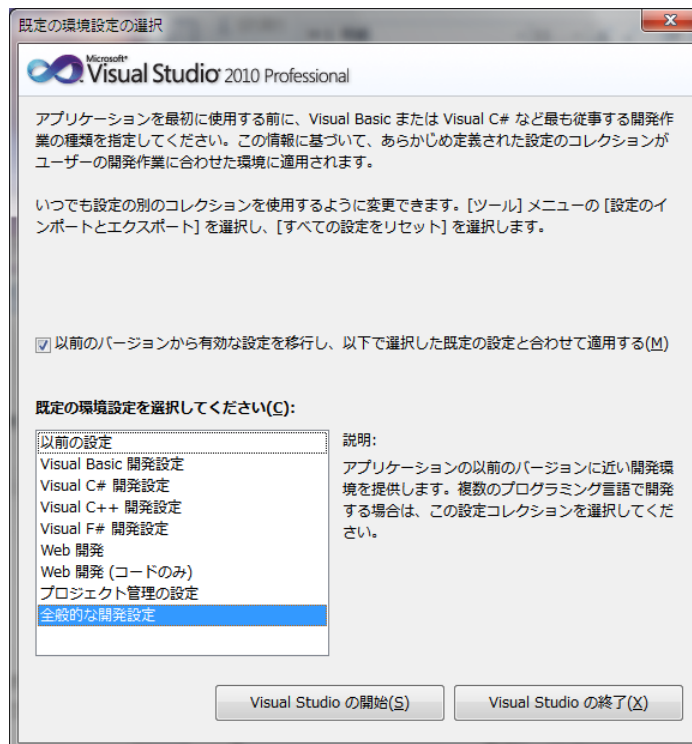 既定の環境設定の選択
Microsoft®
Visual Studio® 2010 Professional
アプリケーションを最初に使用する前に、Visual Basic または Visual C# など最も従事する開発作
業の種類を指定してください。この情報に基づいて、あらかじめ定義された設定のコレクションが
ユーザーの開発作業に合わせた環境に適用されます。
いつでも設定の別のコレクションを使用するように変更できます。[ツール] メニューの [設定のイ
ンポートとエクスポート] を選択し、[すべての設定をリセット] を選択します。
以前のバージョンから有効な設定を移行し、以下で選択した既定の設定と合わせて適用する(M)
既定の環境設定を選択してください(C):
以前の設定
Visual Basic 開発設定
Visual C# 開発設定
Visual C++ 開発設定
Visual F# 開発設定
Web 開発
Web 開発 (コードのみ)
プロジェクト管理の設定
全般的な開発設定
説明:
アプリケーションの以前のバージョンに近い開発環
境を提供します。複数のプログラミング言語で開発
する場合は、この設定コレクションを選択してくだ
さい。
Visual Studio の開始(S)
Visual Studio の終了(X)